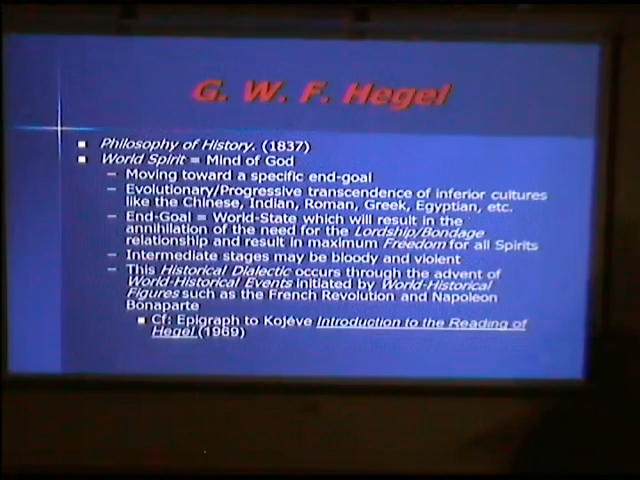 G. W. F. Hegel
Philosophy of History. (1837)
World Spirit = Mind of God
– Moving toward a specific end-goal
– Evolutionary/Progressive transcendence of inferior cultures
like the Chinese, Indian, Roman, Greek, Egyptian, etc.
– End-Goal = World-State which will result in the
annihilation of the need for the Lordship/Bondage
relationship and result in maximum Freedom for all Spirits
– Intermediate stages may be bloody and violent
– This Historical Dialectic occurs through the advent of
World-Historical Events initiated by World-Historical
Figures such as the French Revolution and Napoleon
Bonaparte
Cf: Epigraph to Kojéve Introduction to the Reading of
Hegel (1969)